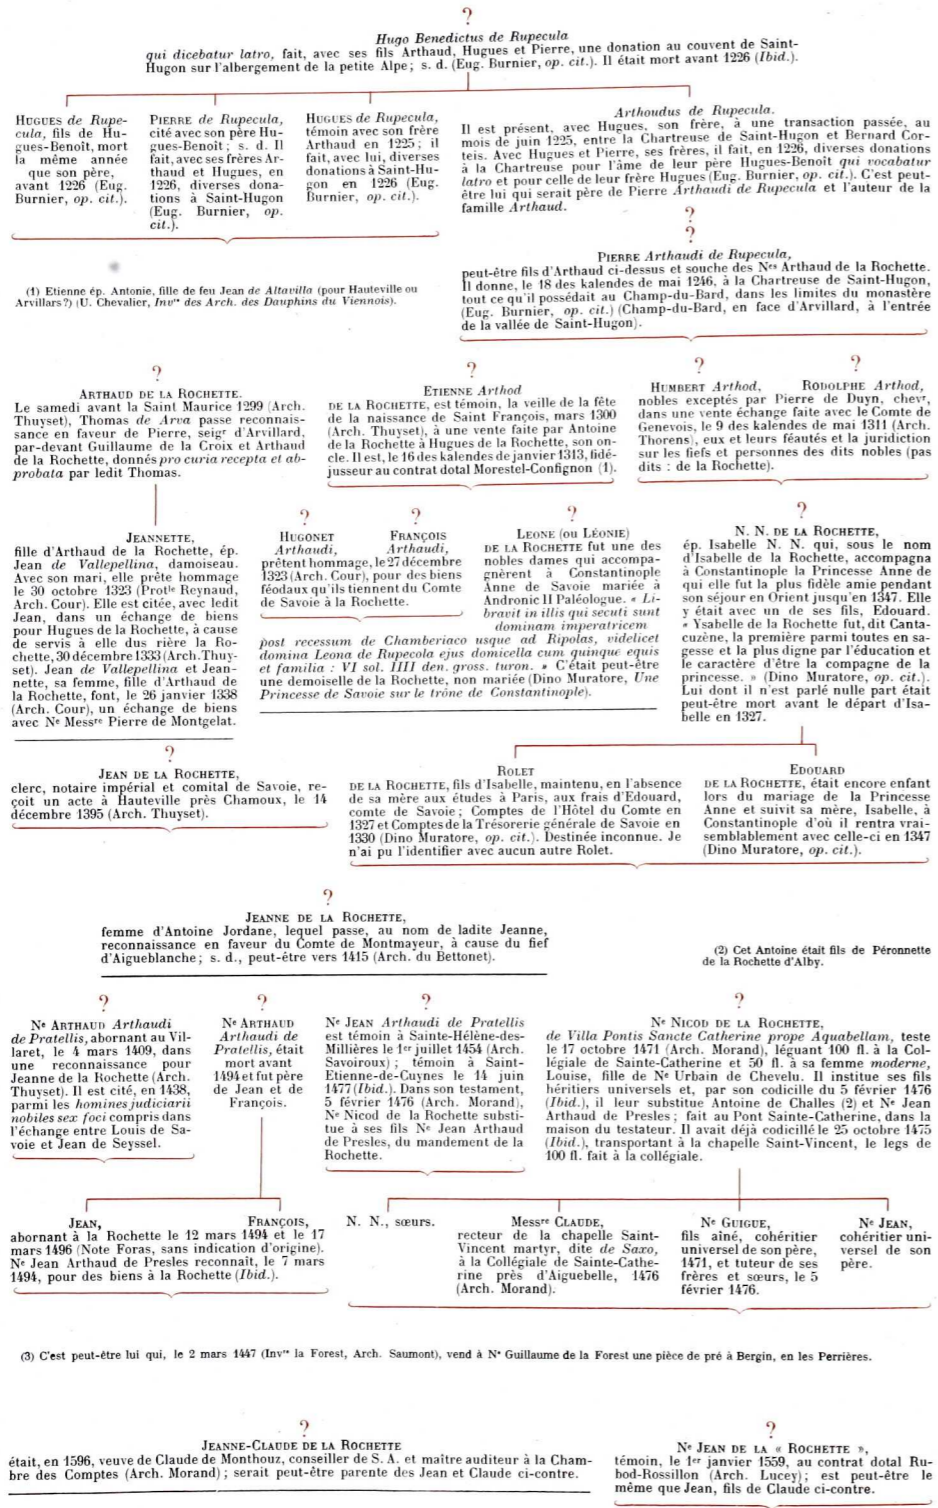 ?
Hugo Benedictus de Rupecula
qui dicebatur latro, fait, avec ses fils Arthaud, Hugues et Pierre, une donation au couvent de Saint-
Hugon sur l'albergement de la petite Alpe; s. d. (Eug. Burnier, op. cit.). Il était mort avant 1226 (Ibid.).
HUGUES de Rupe-
cula, fils de Hu-
gues-Benoît, mort
la même année
que son père,
avant 1226 (Eug.
Burnier, op. cit.).
PIERRE de Rupecula,
cité avec son père Hu-
gues-Benoît; s. d. Il
fait, avec ses frères Ar-
thaud et Hugues, en
1226, diverses dona-
tions à Saint-Hugon
(Eug. Burnier, op.
cit.).
HUGUES de Rupecula,
témoin avec son frère
Arthaud en 1225; il
fait, avec lui, diverses
donations à Saint-Hu-
gon en 1226 (Eug.
Burnier, op. cit.).
Arthoudus de Rupecula.
Il est présent, avec Hugues, son frère, à une transaction passée, au
mois de juin 1225, entre la Chartreuse de Saint-Hugon et Bernard Cor-
teis. Avec Hugues et Pierre, ses frères, il fait, en 1226, diverses donations
à la Chartreuse pour l'âme de leur père Hugues-Benoît qui vocabatur
latro et pour celle de leur frère Hugues (Eug. Burnier, op. cit.). C'est peut-
être lui qui serait père de Pierre Arthaudi de Rupecula et l'auteur de la
famille Arthaud.
?
?
PIERRE Arthaudi de Rupecula,
peut-être fils d'Arthaud ci-dessus et souche des Nes Arthaud de la Rochette.
Il donne, le 18 des kalendes de mai 1246, à la Chartreuse de Saint-Hugon,
tout ce qu'il possédait au Champ-du-Bard, dans les limites du monastère
(Eug. Burnier, op. cit.) (Champ-du-Bard, en face d'Arvillard, à l'entrée
de la vallée de Saint-Hugon).
(1) Etienne ép. Antonie, fille de feu Jean de Altavilla (pour Hauteville ou
Arvillars?) (U. Chevalier, Invre des Arch. des Dauphins du Viennois).
?
ARTHAUD DE LA ROCHETTE.
Le samedi avant la Saint Maurice 1299 (Arch.
Thuyset), Thomas de Arva passe reconnais-
sance en faveur de Pierre, seigr d'Arvillard,
par-devant Guillaume de la Croix et Arthaud
de la Rochette, donnés pro curia recepta et ab-
probata par ledit Thomas.
?
ETIENNE Arthod
DE LA ROCHETTE, est témoin, la veille de la fête
de la naissance de Saint François, mars 1300
(Arch. Thuyset), à une vente faite par Antoine
de la Rochette à Hugues de la Rochette, son on-
cle. Il est, le 16 des kalendes de janvier 1313, fidé-
jusseur au contrat dotal Morestel-Confignon (1).
? ?
HUMBERT Arthod, RODOLPHE Arthod,
nobles exceptés par Pierre de Duyn, chevr,
dans une vente échange faite avec le Comte de
Genevois, le 9 des kalendes de mai 1311 (Arch.
Thorens), eux et leurs féautés et la juridiction
sur les fiefs et personnes des dits nobles (pas
dits : de la Rochette).
JEANNETTE,
fille d'Arthaud de la Rochette, ép.
Jean de Vallepellina, damoiseau.
Avec son mari, elle prête hommage
le 30 octobre 1323 (Protle Reynaud,
Arch. Cour). Elle est citée, avec ledit
Jean, dans un échange de biens
pour Hugues de la Rochette, à cause
de servis à elle dus rière la Ro-
chette, 30 décembre 1333 (Arch. Thuy-
set). Jean de Vallepellina et Jean-
nette, sa femme, fille d'Arthaud de
la Rochette, font, le 26 janvier 1338
(Arch. Cour), un échange de biens
avec Ne Messre Pierre de Montgelat.
? ?
HUGONET FRANÇOIS
Arthaudi, Arthaudi,
prêtent hommage, le 27 décembre
1323 (Arch. Cour), pour des biens
féodaux qu'ils tiennent du Comte
de Savoie à la Rochette.
?
LEONE (ou LÉONIE)
DE LA ROCHETTE fut une des
nobles dames qui accompa-
gnèrent à Constantinople
Anne de Savoie mariée à
Andronic II Paléologue. « Li-
bravit in illis qui secuti sunt
dominam imperatricem
post recessum de Chamberiaco usque ad Ripolas, videlicet
domina Leona de Rupecola ejus domicella cum quinque equis
et familia : VI sol. IIII den. gross. turon. » C'était peut-être
une demoiselle de la Rochette, non mariée (Dino Muratore, Une
Princesse de Savoie sur le trône de Constantinople).
?
N. N. DE LA ROCHETTE,
ép. Isabelle N. N. qui, sous le nom
d'Isabelle de la Rochette, accompagna
à Constantinople la Princesse Anne de
qui elle fut la plus fidèle amie pendant
son séjour en Orient jusqu'en 1347. Elle
y était avec un de ses fils, Edouard.
« Ysabelle de la Rochette fut, dit Canta-
cuzène, la première parmi toutes en sa-
gesse et la plus digne par l'éducation et
le caractère d'être la compagne de la
princesse. » (Dino Muratore, op. cit.).
Lui dont il n'est parlé nulle part était
peut-être mort avant le départ d'Isa-
belle en 1327.
?
JEAN DE LA ROCHETTE,
clerc, notaire impérial et comital de Savoie, re-
çoit un acte à Hauteville près Chamoux, le 14
décembre 1395 (Arch. Thuyset).
ROLET
DE LA ROCHETTE, fils d'Isabelle, maintenu, en l'absence
de sa mère aux études à Paris, aux frais d'Edouard,
comte de Savoie; Comptes de l'Hôtel du Comte en
1327 et Comptes de la Trésorerie générale de Savoie en
1330 (Dino Muratore, op. cit.). Destinée inconnue. Je
n'ai pu l'identifier avec aucun autre Rolet.
EDOUARD
DE LA ROCHETTE, était encore enfant
lors du mariage de la Princesse
Anne et suivit sa mère, Isabelle, à
Constantinople d'où il rentra vrai-
semblablement avec celle-ci en 1347
(Dino Muratore, op. cit.).
?
JEANNE DE LA ROCHETTE,
femme d'Antoine Jordane, lequel passe, au nom de ladite Jeanne,
reconnaissance en faveur du Comte de Montmayeur, à cause du fief
d'Aigueblanche; s. d., peut-être vers 1415 (Arch. du Bettonet).
(2) Cet Antoine était fils de Péronnette
de la Rochette d'Alby.
?
Ne ARTHAUD Arthaudi
de Pratellis, abornant au Vil-
laret, le 4 mars 1409, dans
une reconnaissance pour
Jeanne de la Rochette (Arch.
Thuyset). Il est cité, en 1438,
parmi les homines judiciarii
nobiles sex foci compris dans
l'échange entre Louis de Sa-
voie et Jean de Seyssel.
?
Ne ARTHAUD
Arthaudi de
Pratellis, était
mort avant
1494 et fut père
de Jean et de
François.
?
Ne JEAN Arthaudi de Pratellis
est témoin à Sainte-Hélène-des-
Millières le 1er juillet 1454 (Arch.
Savoiroux); témoin à Saint-
Etienne-de-Cuynes le 14 juin
1477 (Ibid.). Dans son testament,
5 février 1476 (Arch. Morand),
Ne Nicod de la Rochette substi-
tue à ses fils Ne Jean Arthaud
de Presles, du mandement de la
Rochette.
?
Ne NICOD DE LA ROCHETTE,
de Villa Pontis Sancte Catherine prope Aquabellam, teste
le 17 octobre 1471 (Arch. Morand), léguant 100 fl. à la Col-
légiale de Sainte-Catherine et 50 fl. à sa femme moderne,
Louise, fille de Ne Urbain de Chevelu. Il institue ses fils
héritiers universels et, par son codicille du 5 février 1476
(Ibid.), il leur substitue Antoine de Challes (2) et Ne Jean
Arthaud de Presles; fait au Pont Sainte-Catherine, dans la
maison du testateur. Il avait déjà codicillé le 25 octobre 1475
(Ibid.), transportant à la chapelle Saint-Vincent, le legs de
100 fl. fait à la collégiale.
JEAN, FRANÇOIS,
abornant à la Rochette le 12 mars 1494 et le 17
mars 1496 (Note Foras, sans indication d'origine).
Ne Jean Arthaud de Presles reconnaît, le 7 mars
1494, pour des biens à la Rochette (Ibid.).
N. N., sœurs.
Messre CLAUDE,
recteur de la chapelle Saint-
Vincent martyr, dite de Saxo,
à la Collégiale de Sainte-Cathe-
rine près d'Aiguebelle, 1476
(Arch. Morand).
Ne GUIGUE,
fils aîné, cohéritier
universel de son père,
1471, et tuteur de ses
frères et sœurs, le 5
février 1476.
Ne JEAN,
cohéritier uni-
versel de son
père.
(3) C'est peut-être lui qui, le 2 mars 1447 (Invre la Forest, Arch. Saumont), vend à Ne Guillaume de la Forest une pièce de pré à Bergin, en les Perrières.
?
JEANNE-CLAUDE DE LA ROCHETTE
était, en 1596, veuve de Claude de Monthouz, conseiller de S. A. et maître auditeur à la Cham-
bre des Comptes (Arch. Morand); serait peut-être parente des Jean et Claude ci-contre.
?
Ne JEAN DE LA « ROCHETTE »,
témoin, le 1er janvier 1559, au contrat dotal Ru-
bod-Rossillon (Arch. Lucey); est peut-être le
même que Jean, fils de Claude ci-contre.